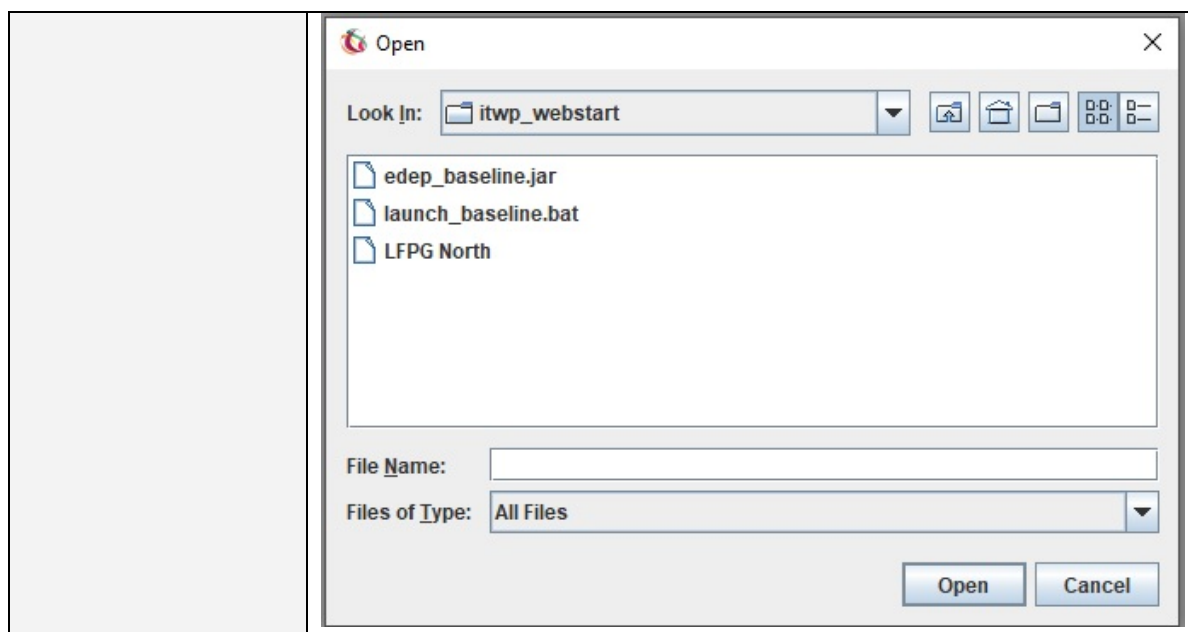 Open
Look In: itwp_webstart
edep_baseline.jar
launch_baseline.bat
LFPG North
File Name:
Files of Type: All Files
Open Cancel